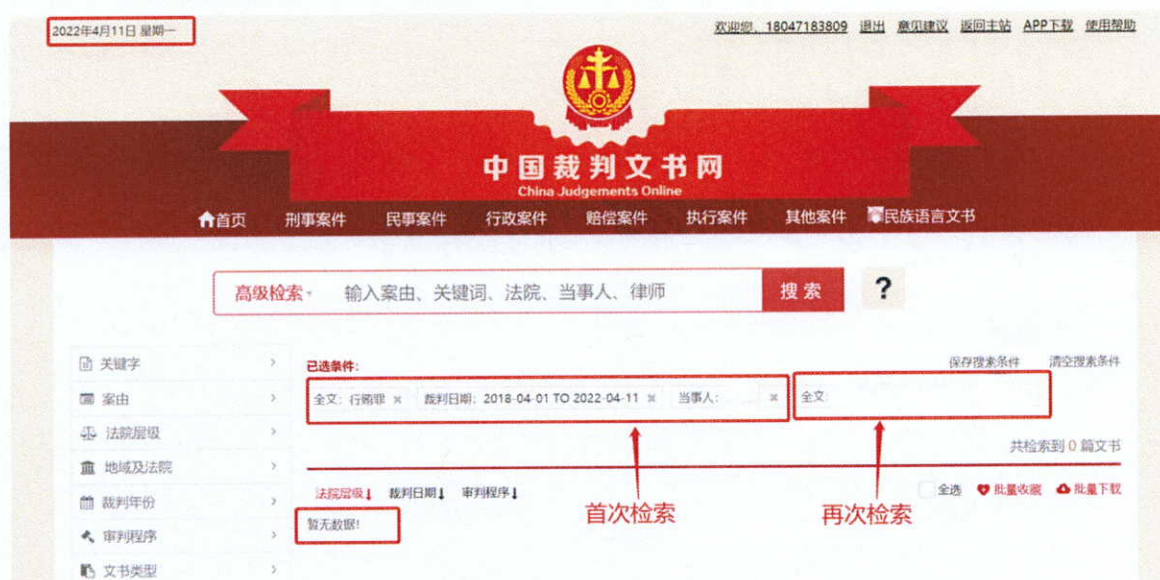 2022年4月11日 星期一
欢迎您，18047183809 退出 意见建议 返回主站 APP下载 使用帮助
中国裁判文书网
China Judgements Online
首页 刑事案件 民事案件 行政案件 赔偿案件 执行案件 其他案件 民族语言文书
高级检索 输入案由、关键词、法院、当事人、律师 搜索 ?
关键字
案由
法院层级
地域及法院
裁判年份
审判程序
文书类型
保存搜索条件 清空搜索条件
已选条件:
全文: 行贿罪 × 裁判日期: 2018-04-01 TO 2022-04-11 × 当事人: × 全文:
共检索到 0 篇文书
法院层级↓ 裁判日期↓ 审判程序↓ 全选 批量收藏 批量下载
暂无数据!
首次检索 再次检索